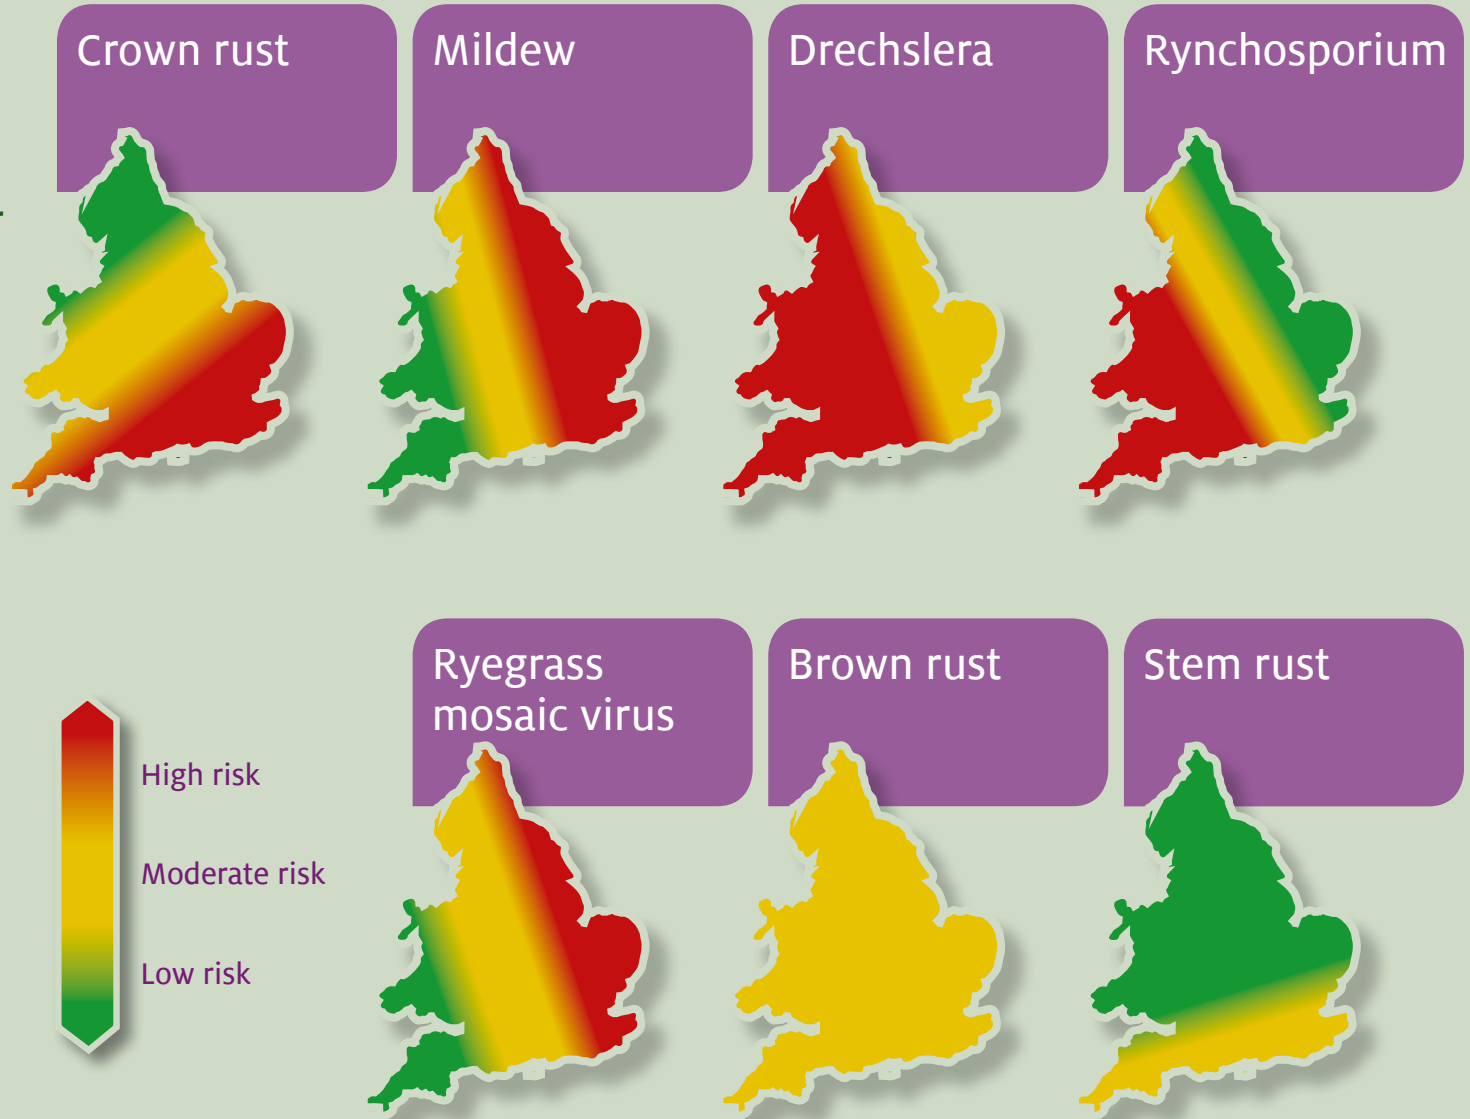 Crown rust
Mildew
Drechslera
Rynchosporium
Ryegrass
mosaic virus
Brown rust
Stem rust
High risk
Moderate risk
Low risk